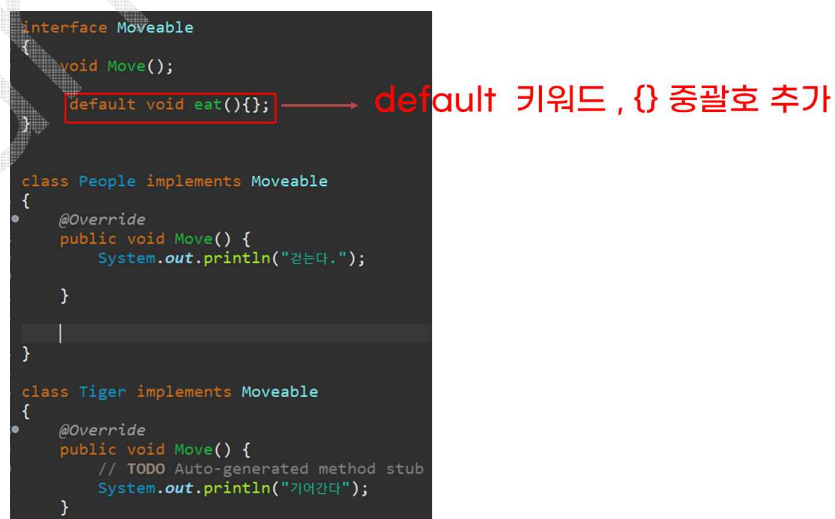 interface Moveable
{
void Move();
default void eat(){};
}
default 키워드 , {} 중괄호 추가
class People implements Moveable
{
@Override
public void Move() {
System.out.println("걷는다.");
}
}
class Tiger implements Moveable
{
@Override
public void Move() {
// TODO Auto-generated method stub
System.out.println("기어간다");
}